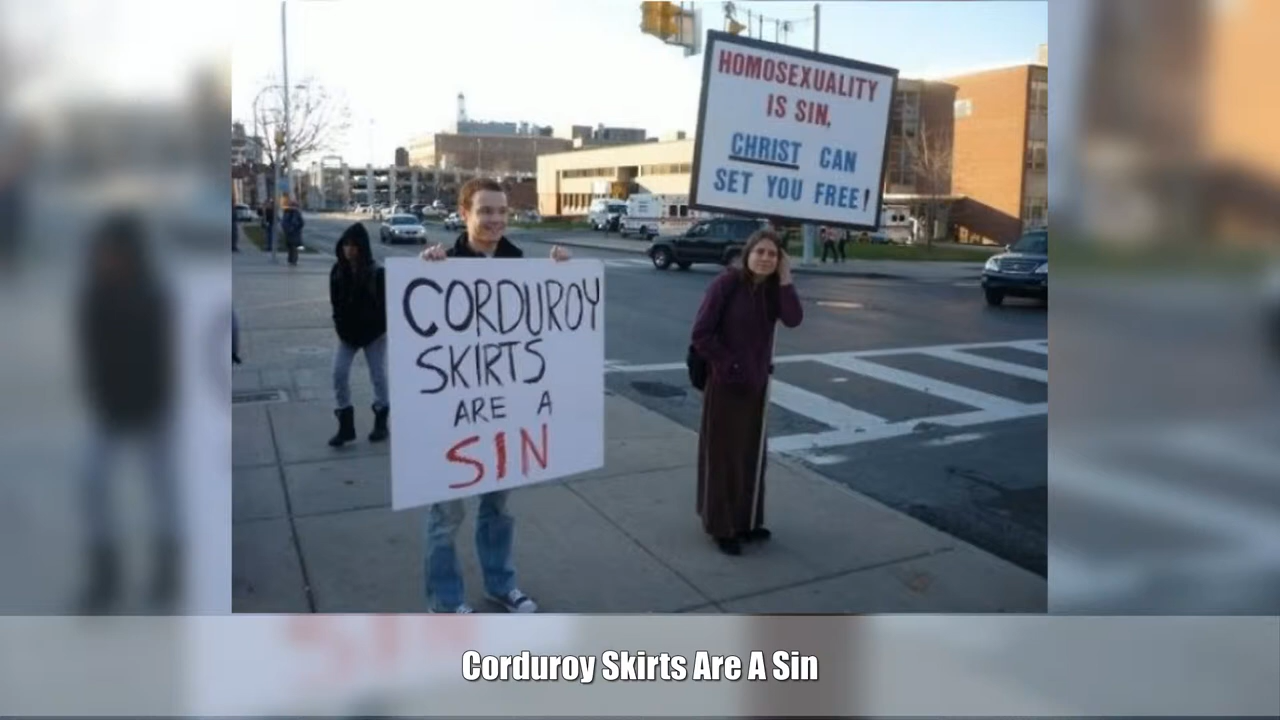 HOMOSEXUALITY
IS SIN,
CHRIST CAN
SET YOU FREE!
CORDUROY
SKIRTS
ARE A
SIN
Corduroy Skirts Are A Sin